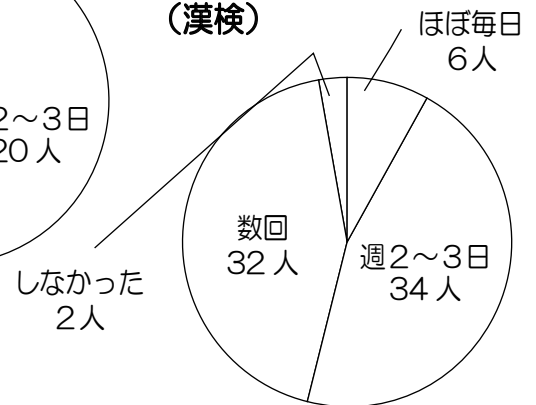 （漢検）
ほぼ毎日
6人
2～3日
20人
数回
32人
週2～3日
34人
しなかった
2人